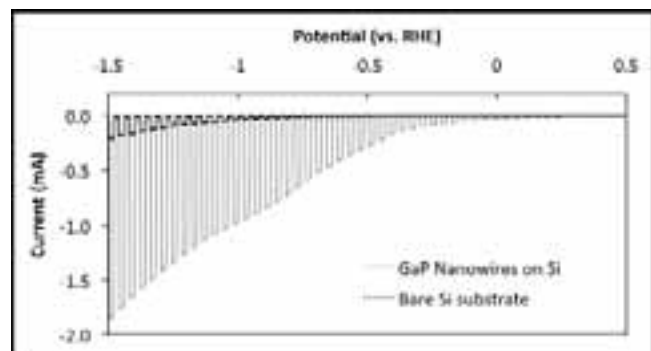 Potential (vs. RHE)
-1.5 -1 -0.5 0 0.5
0.0
-0.5
-1.0
-1.5
-2.0
Current (mA)
GaP Nanowires on Si
Bare Si substrate